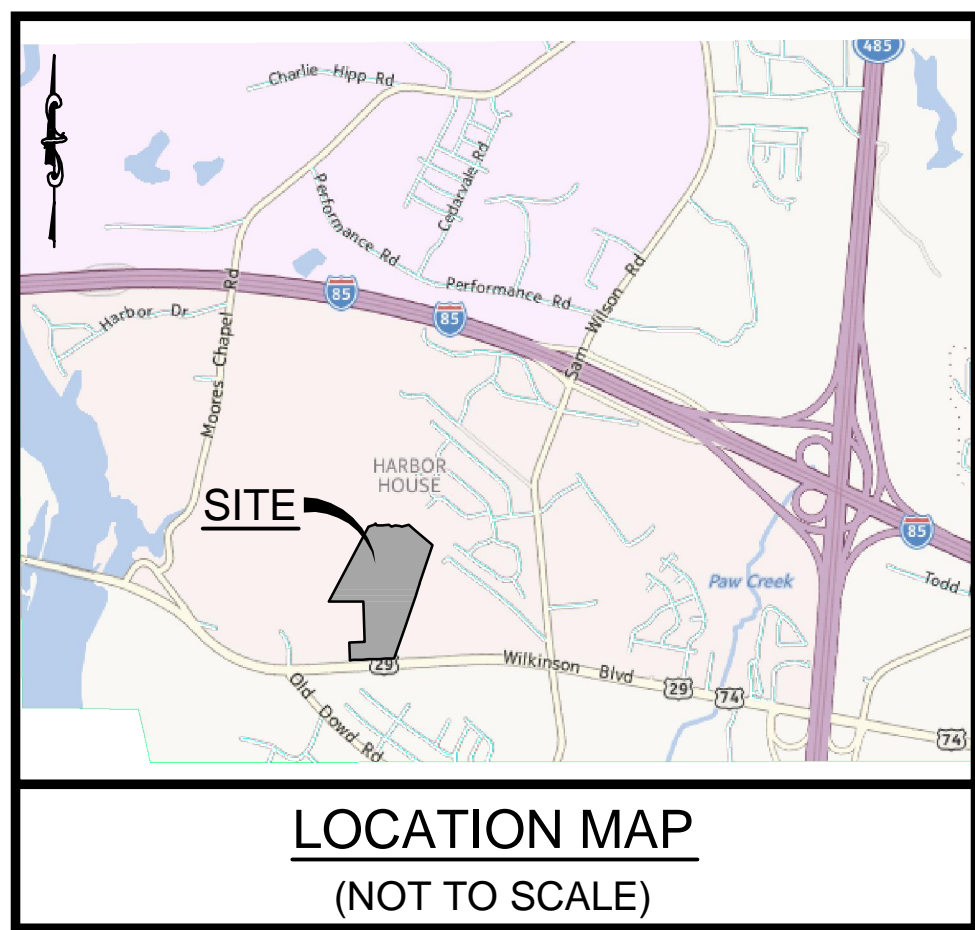 485
Charlie Hipp Rd
Cedarvale Rd
Performance Rd
Performance Rd
Moores Chapel Rd
Harbor Dr
85
85
Sam Wilson Rd
HARBOR
HOUSE
SITE
85
Paw Creek
Todd
29
Wilkinson Blvd
29
74
74
Old Dowd Rd
LOCATION MAP
(NOT TO SCALE)